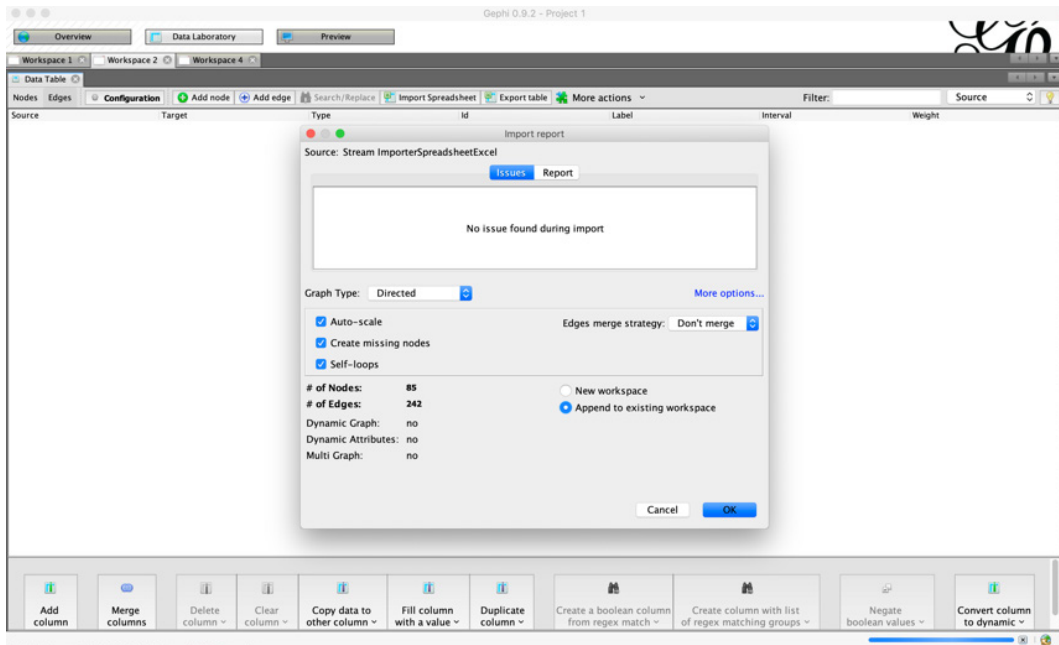 Gephi 0.9.2 - Project 1
Overview Data Laboratory Preview
Workspace 1 Workspace 2 Workspace 4
Data Table
Nodes Edges Configuration Add node Add edge Search/Replace Import Spreadsheet Export table More actions Filter: Source
Source Target Type Id Label Interval Weight
Import report
Source: Stream ImporterSpreadsheetExcel
Issues Report
No issue found during import
Graph Type: Directed More options...
Auto-scale Edges merge strategy: Don't merge
Create missing nodes
Self-loops
# of Nodes: 85 New workspace
# of Edges: 242 Append to existing workspace
Dynamic Graph: no
Dynamic Attributes: no
Multi Graph: no
Cancel OK
Add Merge Delete Clear Copy data to Fill column Duplicate Create a boolean column Create column with list Negate Convert column
column columns column column other column with a value column from regex match of regex matching groups boolean values to dynamic